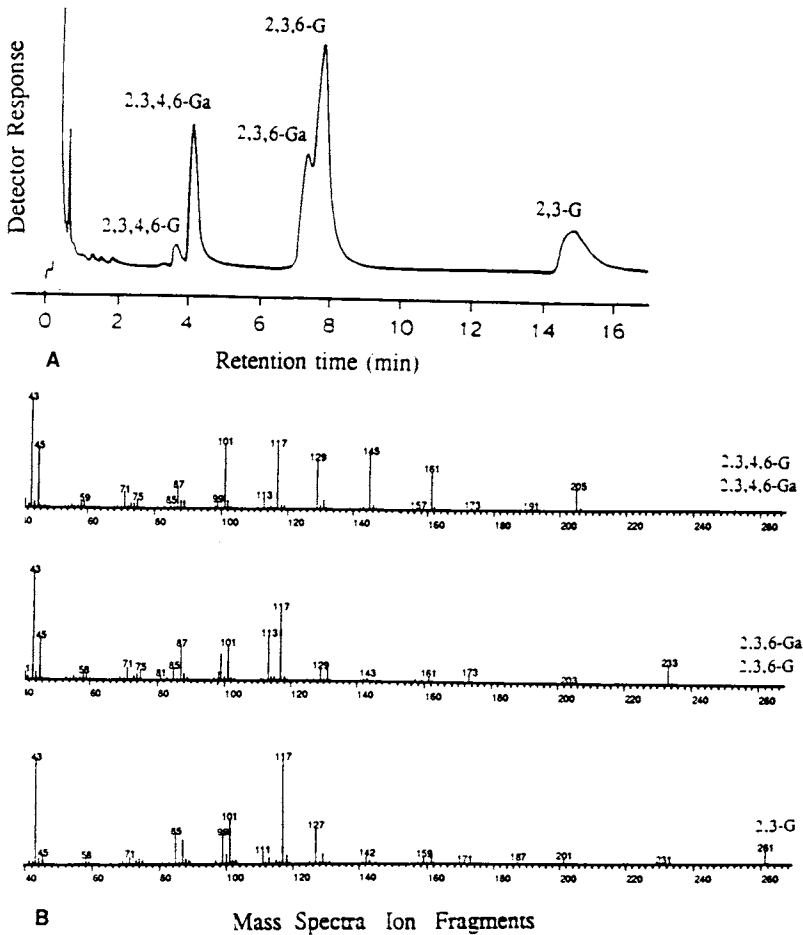 2,3,6-G
2,3,4,6-Ga
2,3,6-Ga
2,3,4,6-G
2,3-G
Detector Response
0 2 4 6 8 10 12 14 16
A Retention time (min)
43 45 59 71 75 85 87 99 101 113 117 129 145 157 161 173 191 205
2.3.4.6-G
2.3.4.6-Ga
60 80 100 120 140 160 180 200 220 240 260
43 45 58 71 75 81 85 87 101 113 117 129 143 161 173 203 233
2.3.6-Ga
2.3.6-G
40 60 80 100 120 140 160 180 200 220 240 260
43 45 58 71 85 99 101 111 117 127 142 159 171 187 201 231 261
2.3-G
40 60 80 100 120 140 160 180 200 220 240 260
B Mass Spectra Ion Fragments